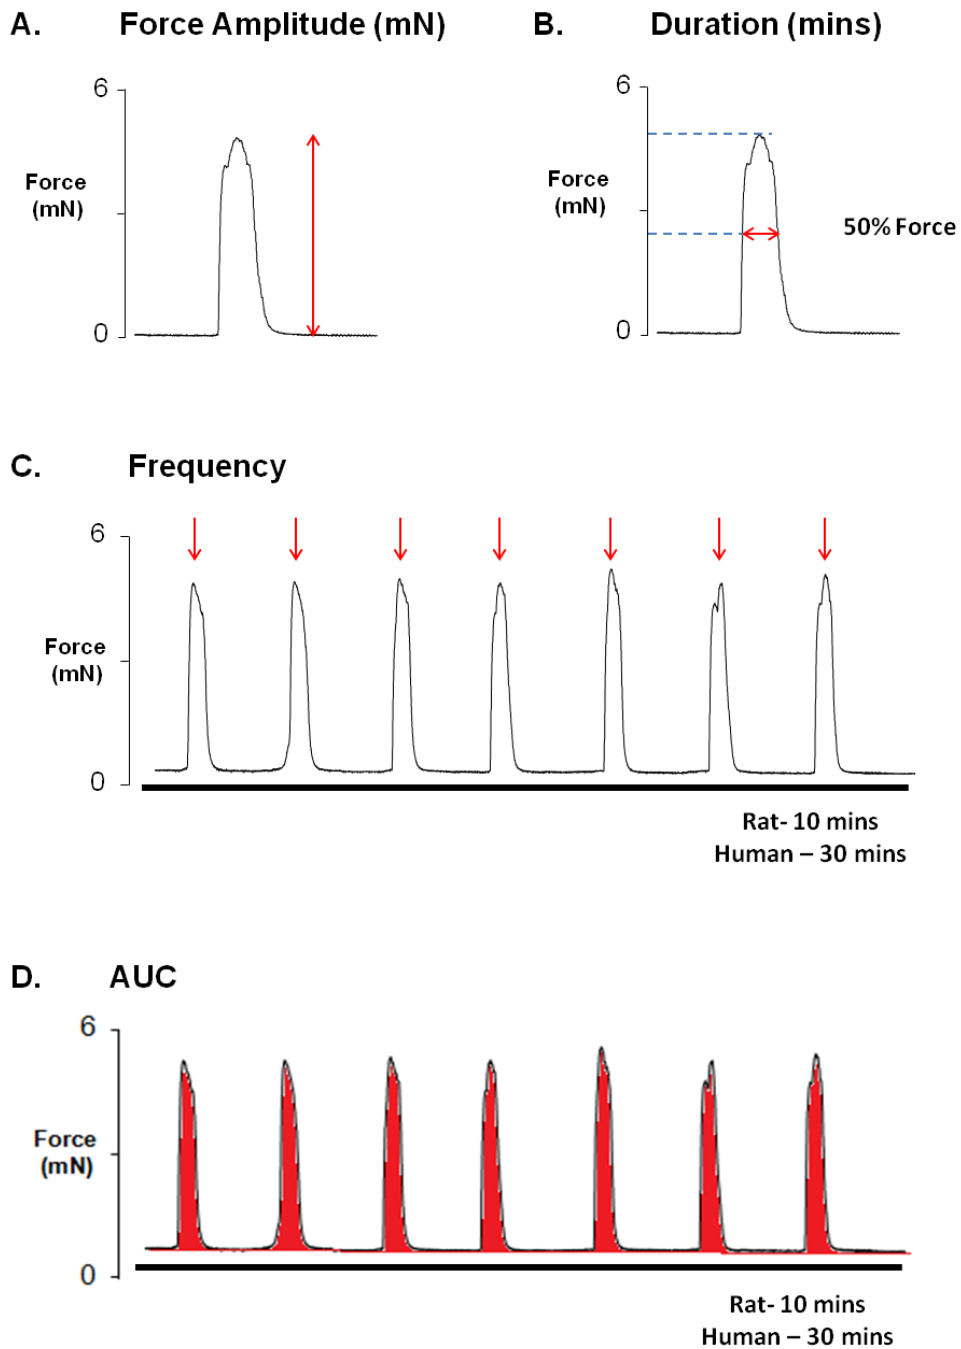 A. Force Amplitude (mN)
6
Force
(mN)
0
B. Duration (mins)
6
Force
(mN)
50% Force
0
C. Frequency
6
Force
(mN)
0
Rat- 10 mins
Human – 30 mins
D. AUC
6
Force
(mN)
0
Rat- 10 mins
Human – 30 mins